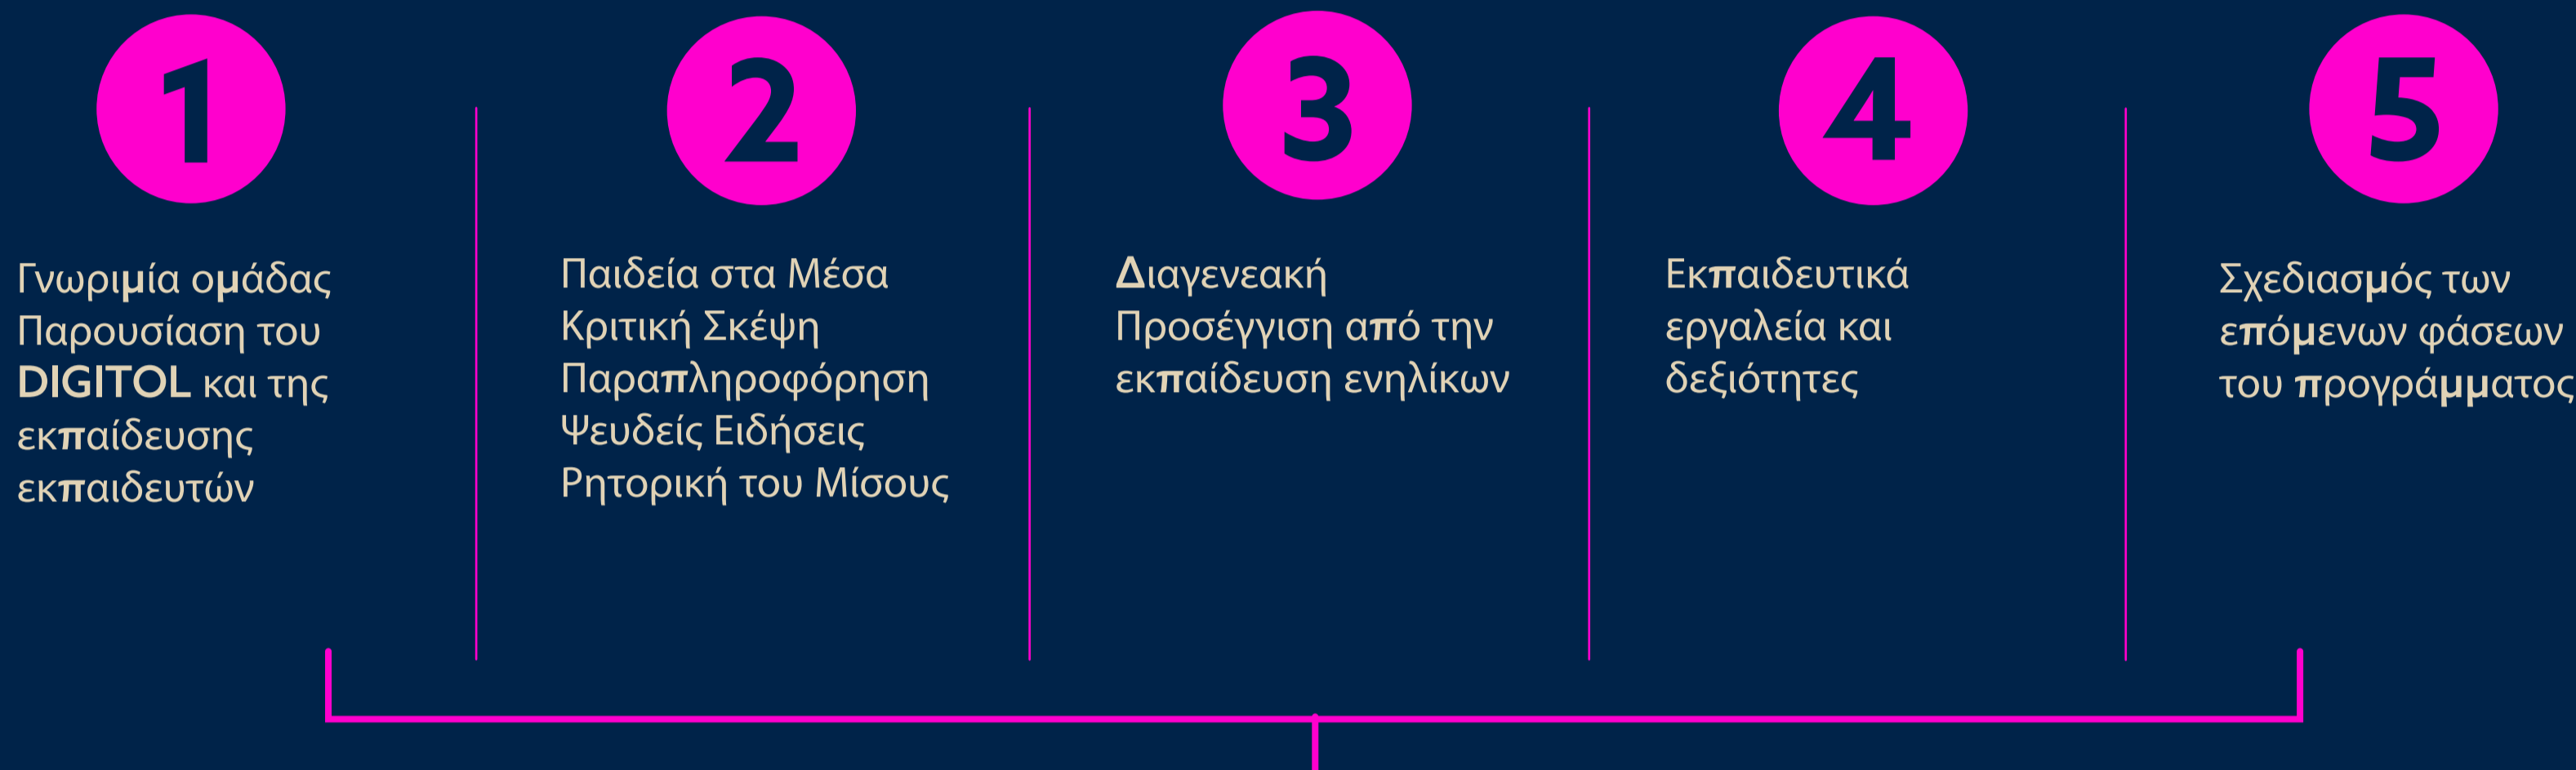 1
Γνωριμία ομάδας
Παρουσίαση του
DIGITOL και της
εκπαίδευσης
εκπαιδευτών
2
Παιδεία στα Μέσα
Κριτική Σκέψη
Παραπληροφόρηση
Ψευδείς Ειδήσεις
Ρητορική του Μίσους
3
Διαγενεακή
Προσέγγιση από την
εκπαίδευση ενηλίκων
4
Εκπαιδευτικά
εργαλεία και
δεξιότητες
5
Σχεδιασμός των
επόμενων φάσεων
του προγράμματος